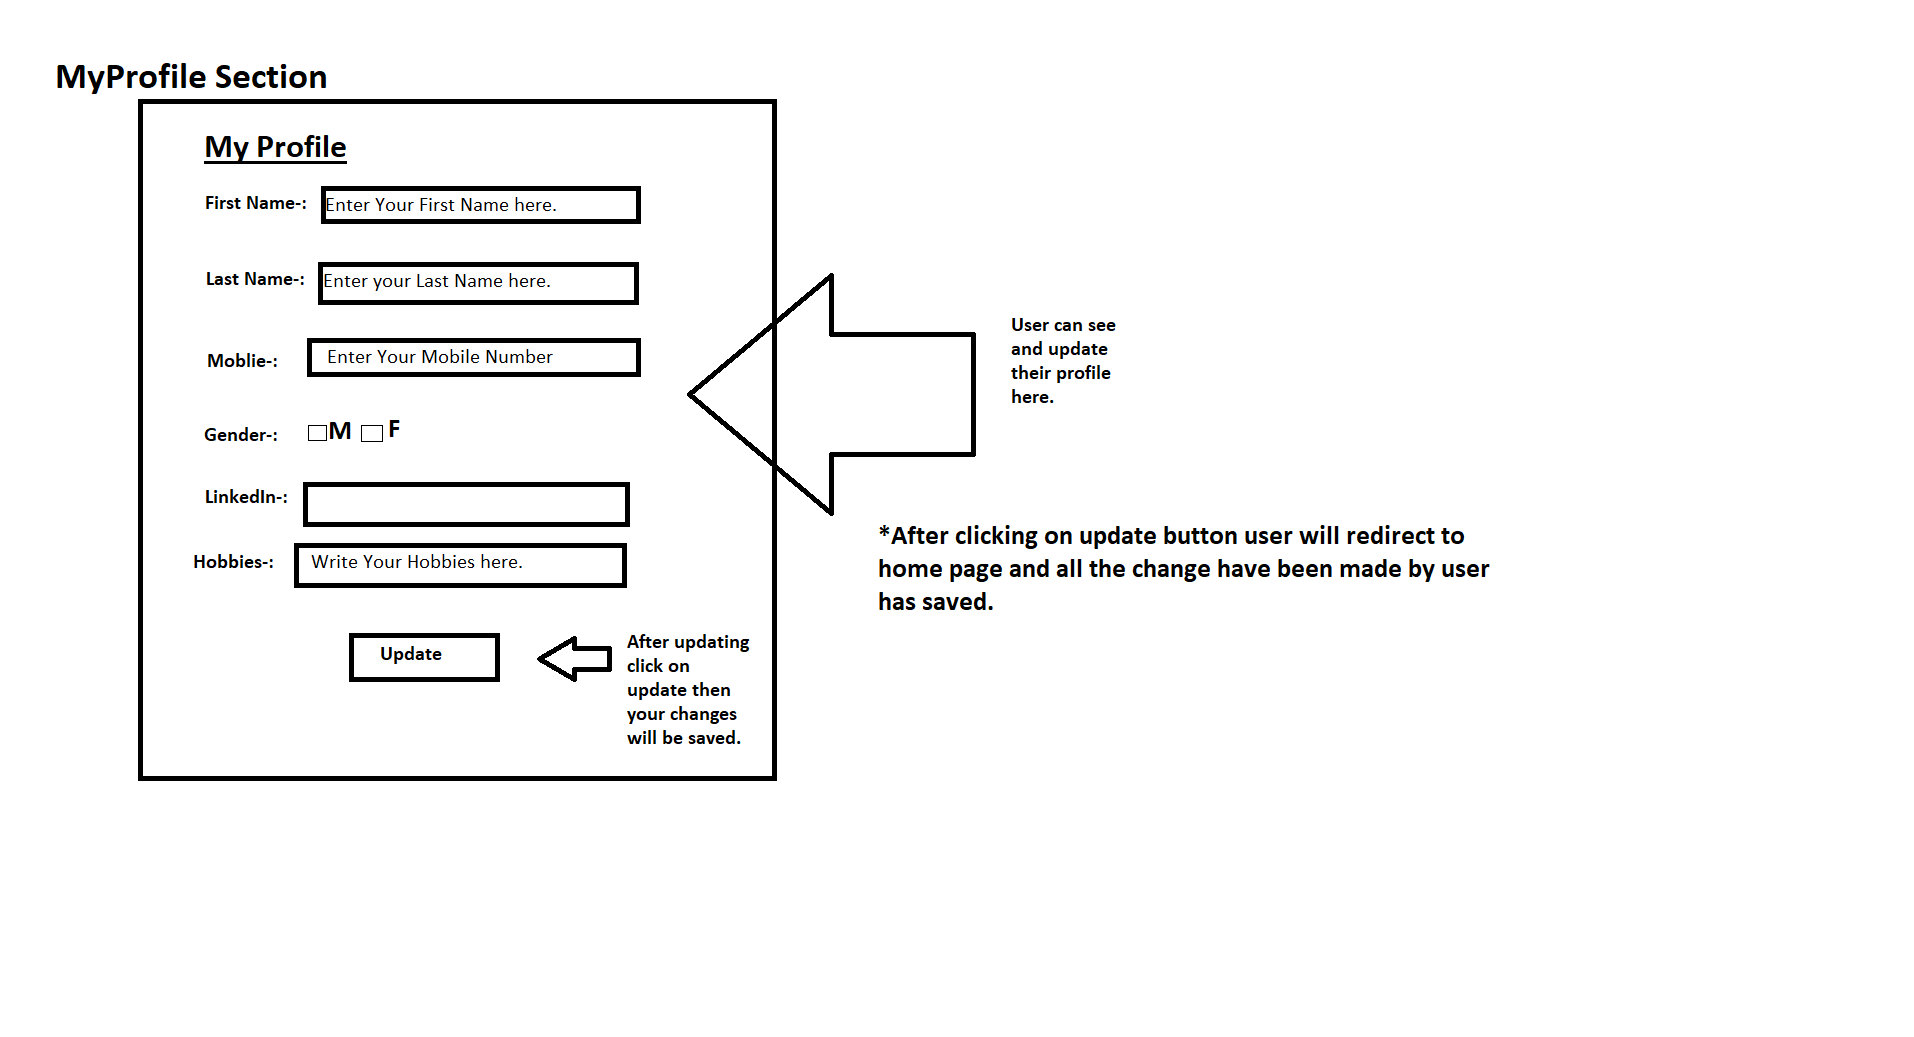 MyProfile Section
My Profile
First Name-:
Enter Your First Name here.
Last Name-:
Enter your Last Name here.
Moblie-:
Enter Your Mobile Number
Gender-:
M
F
LinkedIn-:
Hobbies-:
Write Your Hobbies here.
Update
After updating
click on
update then
your changes
will be saved.
User can see
and update
their profile
here.
*After clicking on update button user will redirect to
home page and all the change have been made by user
has saved.